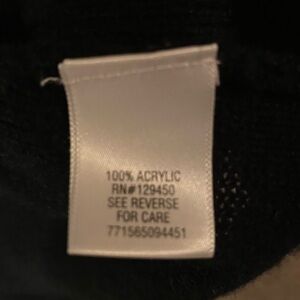 100% ACRYLIC
RN#129450
SEE REVERSE
FOR CARE
771565094451